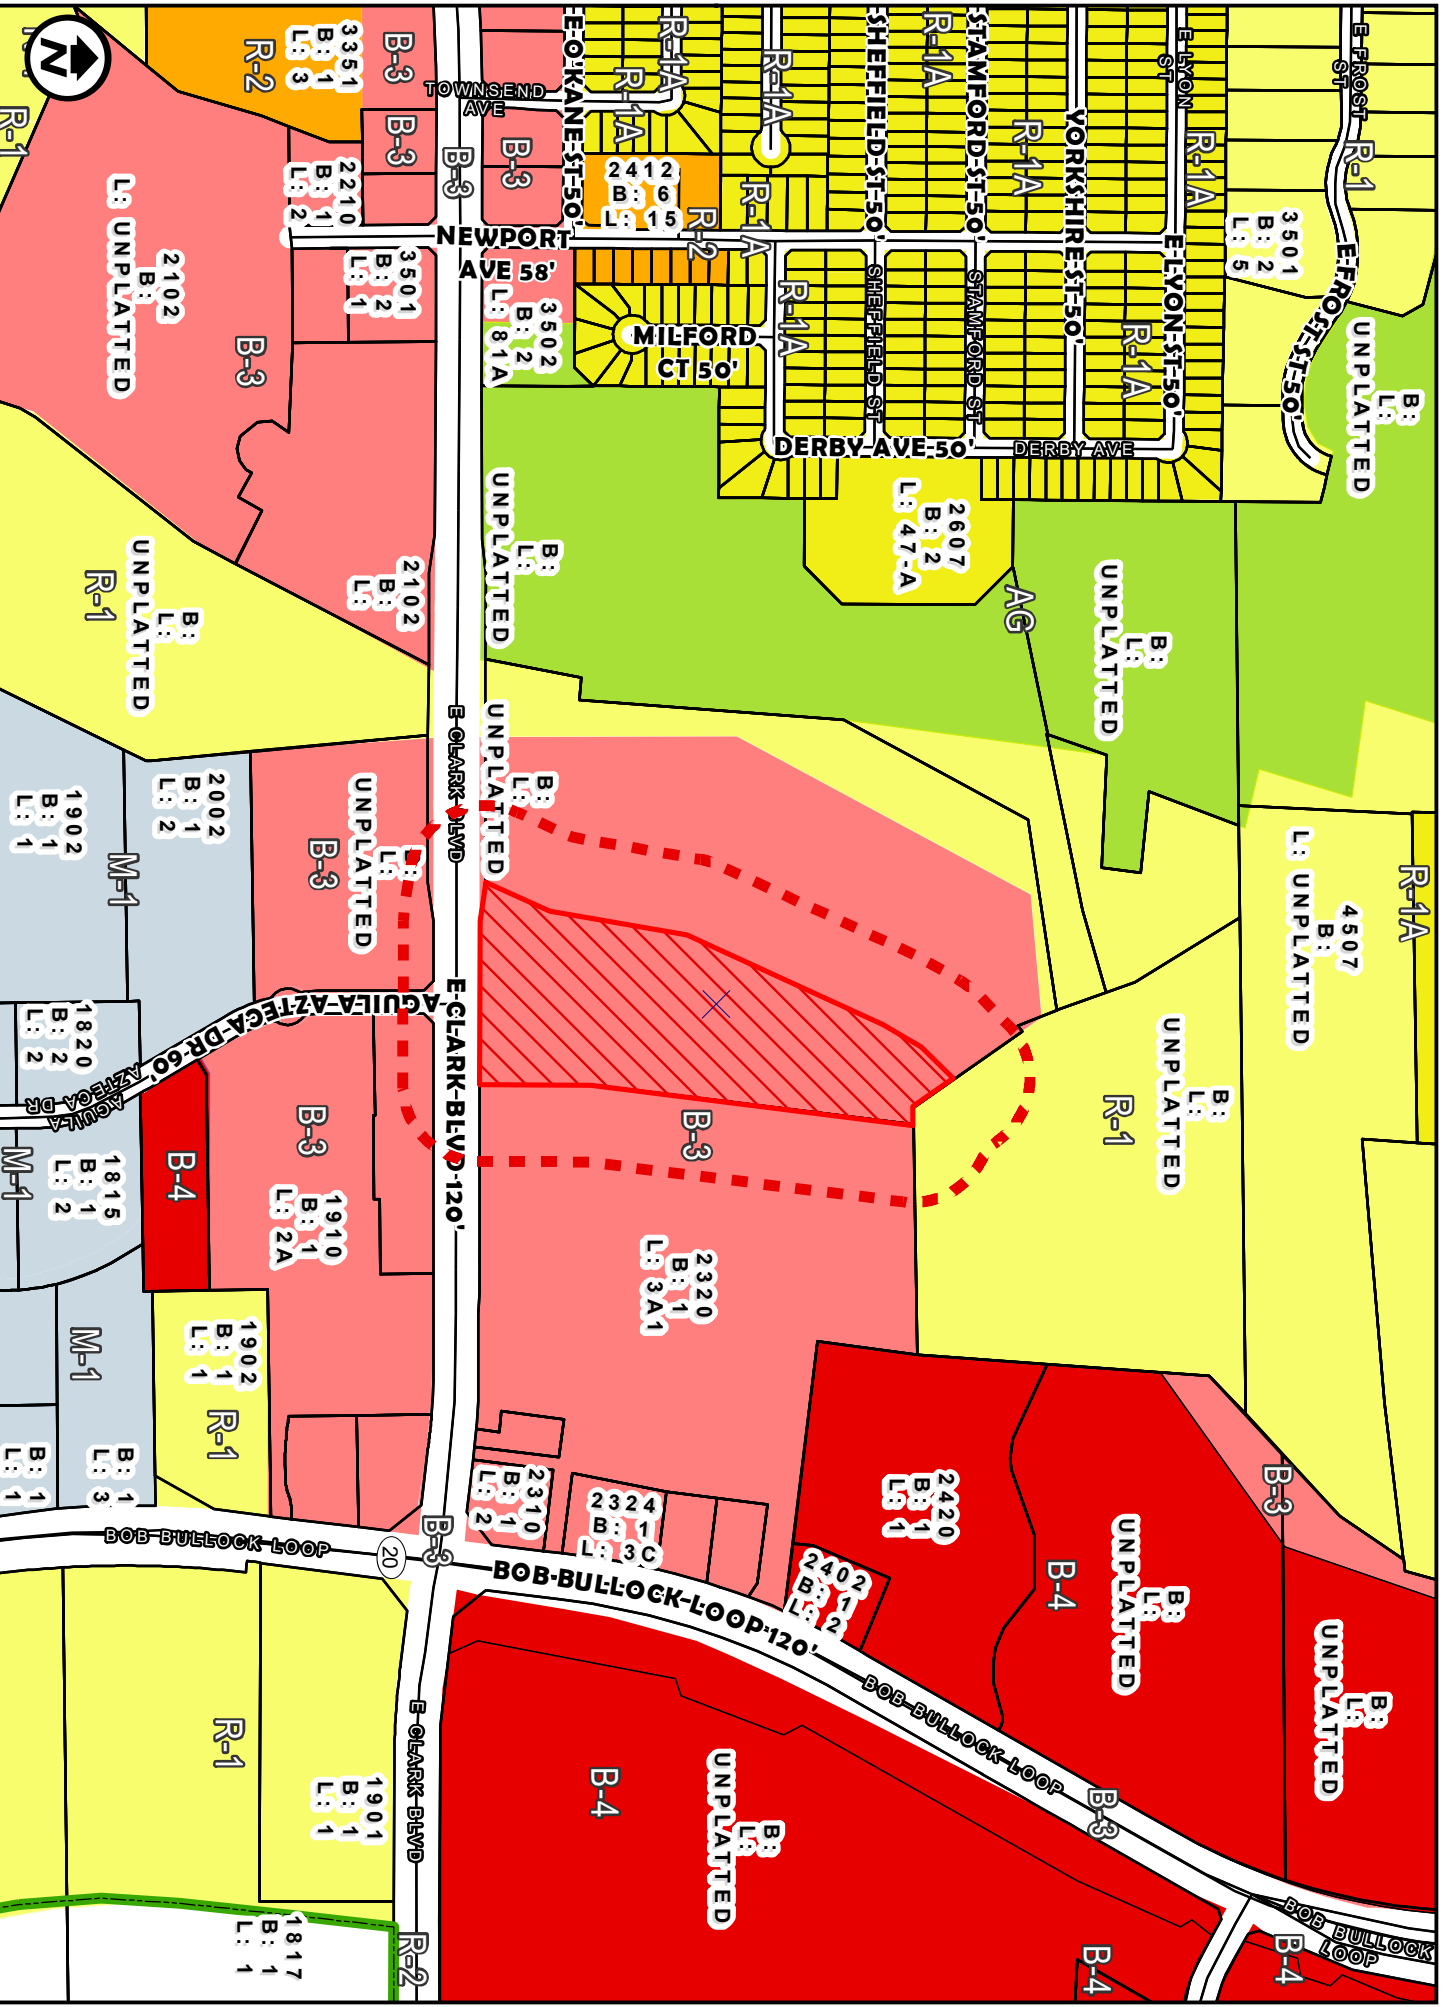 N
R-1
R-1
R-2
3351
B: 1
L: 3
B-3
TOWNSEND
AVE
B-3
B-3
B-3
2210
B: 1
L: 2
E O'KANE ST 50'
R-1A
R-1A
2412
B: 6
L: 15
R-2
R-1A
R-1A
SHEFFIELD ST 50'
R-1A
STAMFORD ST 50'
R-1A
YORKSHIRE ST 50'
E LYON
ST
R-1A
E LYON ST 50'
E FROST
ST
R-1
E FROST ST 50'
3501
B: 2
L: 5
NEWPORT
AVE 58'
2102
B:
L: UNPLATTED
B-3
3501
B: 2
L: 1
3502
B: 2
L: 81A
MILFORD
CT 50'
R-1A
SHEFFIELD ST
STAMFORD ST
R-1A
DERBY AVE 50'
DERBY AVE
B:
L:
UNPLATTED
B:
L:
UNPLATTED
2607
B: 2
L: 47-A
AG
B:
L:
UNPLATTED
2102
B:
L:
B:
L:
UNPLATTED
R-1
B:
L:
UNPLATTED
E CLARK BLVD
1902
B: 1
L: 1
2002
B: 1
L: 2
M-1
B-3
B:
L:
UNPLATTED
4507
B:
L: UNPLATTED
R-1A
AGUILA AZTECA DR 60'
AGUILA
AZTECA DR
1820
B: 2
L: 2
M-1
1815
B: 1
L: 2
B-4
B-3
1910
B: 1
L: 2A
E CLARK BLVD 120'
B-3
B:
L:
UNPLATTED
R-1
2320
B: 1
L: 3A1
M-1
1902
B: 1
L: 1
R-1
B: 1
L: 1
B: 1
L: 3
2310
B: 1
L: 2
2324
B: 1
L: 3C
2420
B: 1
L: 1
2402
B: 1
L: 2
B-4
B:
L:
UNPLATTED
B-3
B:
L:
UNPLATTED
BOB BULLOCK LOOP
20
B-3
BOB BULLOCK LOOP 120'
BOB BULLOCK LOOP
B-3
R-1
1901
B: 1
L: 1
E CLARK BLVD
B-4
B:
L:
UNPLATTED
1817
B: 1
L: 1
R-2
B-4
B-4
BOB BULLOCK
LOOP